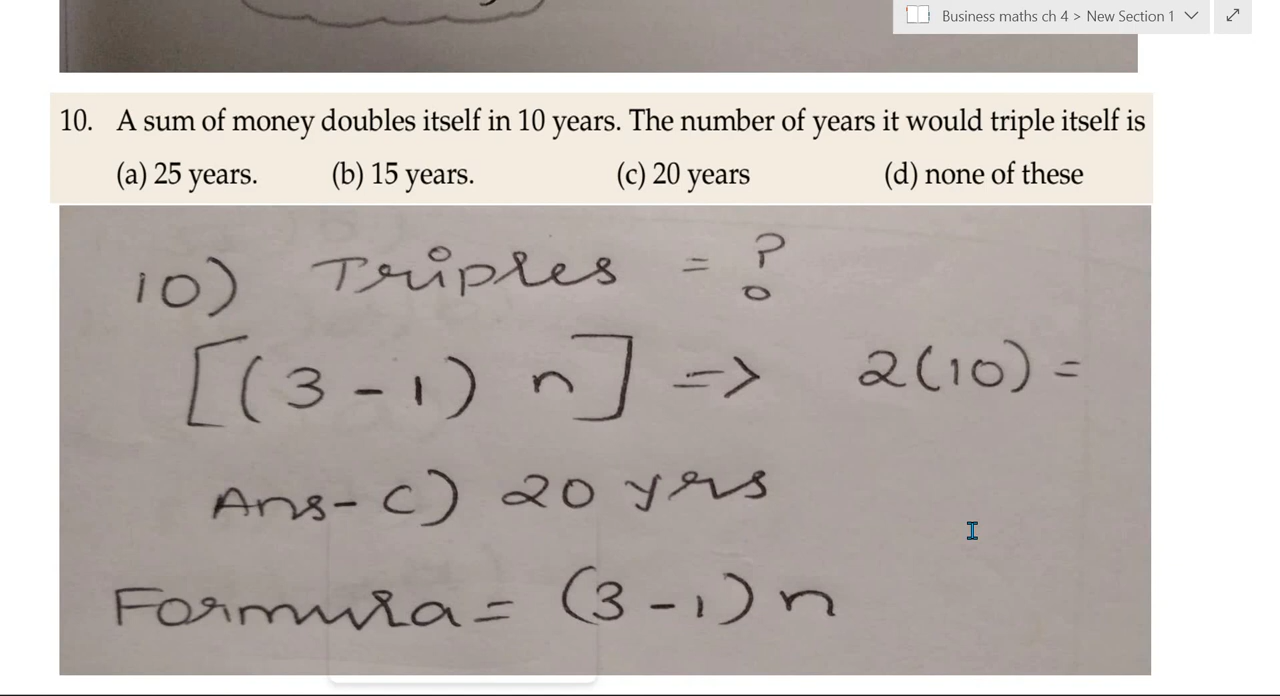 Business maths ch 4 > New Section 1
10. A sum of money doubles itself in 10 years. The number of years it would triple itself is
(a) 25 years. (b) 15 years. (c) 20 years (d) none of these
10) Triples = ?
[(3-1) n] => 2(10) =
Ans- C) 20 yrs
Formula = (3-1) n